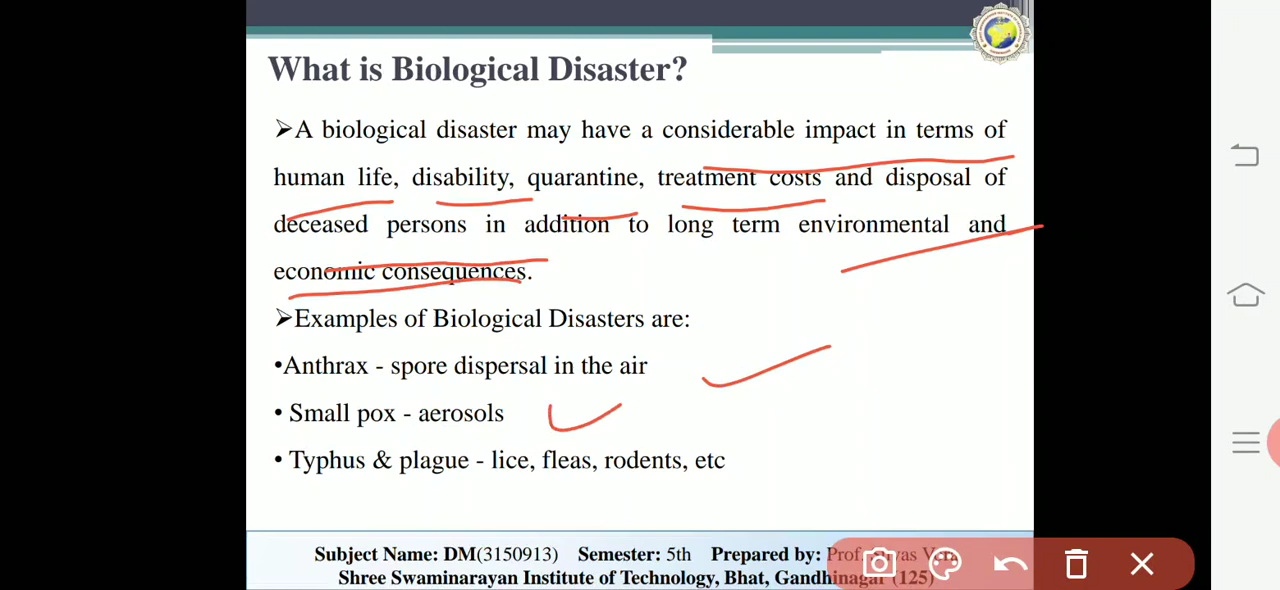 What is Biological Disaster?
➢A biological disaster may have a considerable impact in terms of
human life, disability, quarantine, treatment costs and disposal of
deceased persons in addition to long term environmental and
economic consequences.
➢Examples of Biological Disasters are:
•Anthrax - spore dispersal in the air
• Small pox - aerosols
• Typhus & plague - lice, fleas, rodents, etc
Subject Name: DM(3150913) Semester: 5th Prepared by: Prof.
Shree Swaminarayan Institute of Technology, Bhat, Gandhinagar (125)